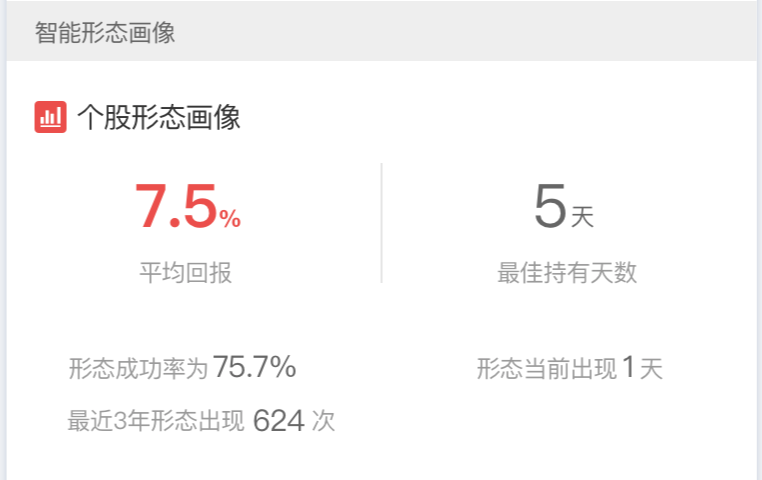 智能形态画像
个股形态画像
7.5%
平均回报
5天
最佳持有天数
形态成功率为75.7%
形态当前出现1天
最近3年形态出现 624 次